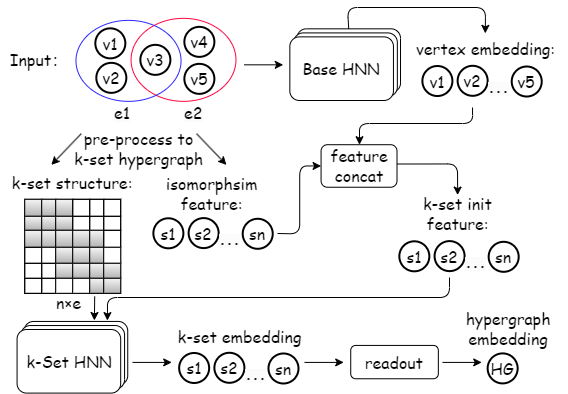 Input:
v1
v2
v3
v4
v5
e1
e2
Base HNN
vertex embedding:
v1
v2
...
v5
pre-process to
k-set hypergraph
k-set structure:
isomorphsim
feature:
s1
s2
...
sn
feature
concat
k-set init
feature:
s1
s2
...
sn
n×e
k-Set HNN
k-set embedding
s1
s2
...
sn
readout
hypergraph
embedding
HG